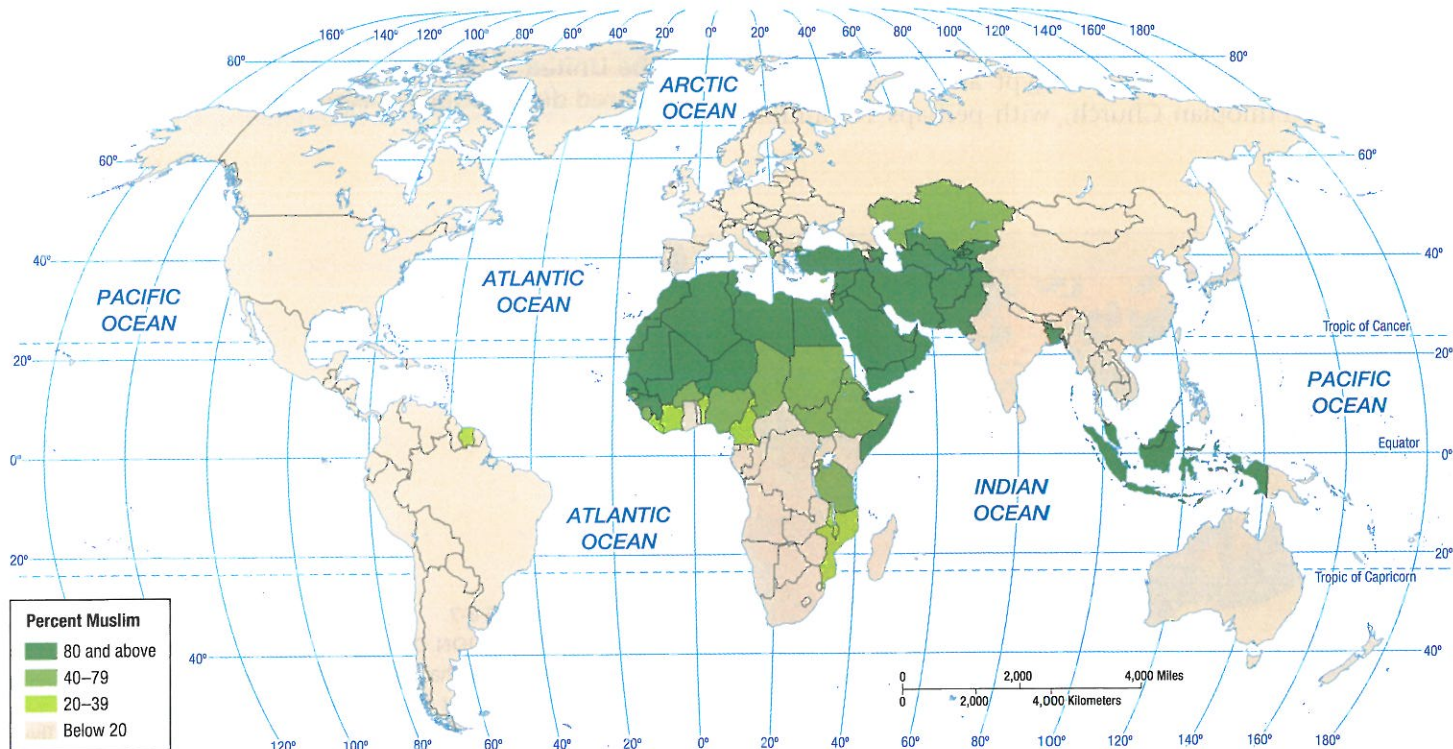 160° 140° 120° 100° 80° 60° 40° 20° 0° 20° 40° 60° 80° 100° 120° 140° 160° 180°
80° 80°
ARCTIC
OCEAN
60° 60°
40° 40°
ATLANTIC
OCEAN
PACIFIC
OCEAN
Tropic of Cancer
20° 20°
PACIFIC
OCEAN
Equator
0° 0°
INDIAN
OCEAN
ATLANTIC
OCEAN
20° 20°
Tropic of Capricorn
Percent Muslim
80 and above
40–79
20–39
Below 20
40° 40°
0 2,000 4,000 Miles
0 2,000 4,000 Kilometers
120° 100° 80° 60° 40° 20° 0° 20° 40° 60° 80° 100° 120° 140° 160° 180°